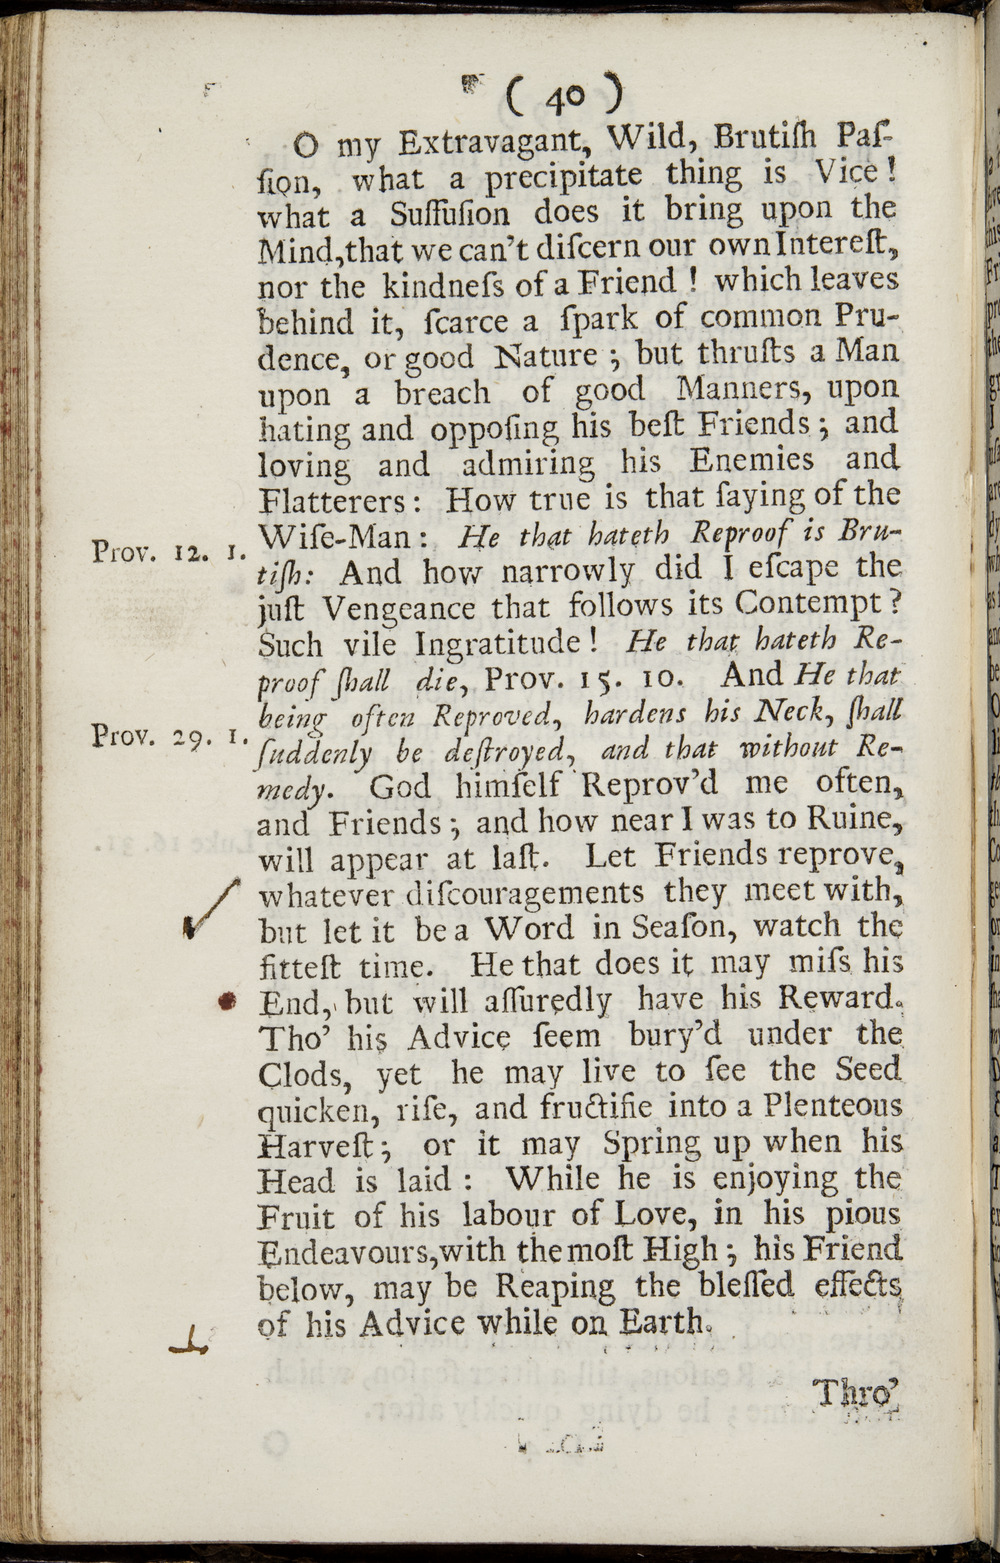 ( 40 )
O my Extravagant, Wild, Brutiſh Paſ-
ſion, what a precipitate thing is Vice!
what a Suffuſion does it bring upon the
Mind,that we can't diſcern our own Intereſt,
nor the kindneſs of a Friend ! which leaves
behind it, ſcarce a ſpark of common Pru-
dence, or good Nature ; but thruſts a Man
upon a breach of good Manners, upon
hating and oppoſing his beſt Friends ; and
loving and admiring his Enemies and
Flatterers : How true is that ſaying of the
Wiſe-Man : He that hateth Reproof is Bru-
Prov. 12. 1.
tiſh: And how narrowly did I eſcape the
juſt Vengeance that follows its Contempt ?
Such vile Ingratitude ! He that hateth Re-
proof ſhall die, Prov. 15. 10. And He that
being often Reproved, hardens his Neck, ſhall
Prov. 29. 1.
ſuddenly be deſtroyed, and that without Re-
medy. God himſelf Reprov'd me often,
and Friends ; and how near I was to Ruine,
will appear at laſt. Let Friends reprove,
whatever diſcouragements they meet with,
but let it be a Word in Seaſon, watch the
fitteſt time. He that does it may miſs his
End, but will aſſuredly have his Reward.
Tho' his Advice ſeem bury'd under the
Clods, yet he may live to ſee the Seed
quicken, riſe, and fructifie into a Plenteous
Harveſt ; or it may Spring up when his
Head is laid : While he is enjoying the
Fruit of his labour of Love, in his pious
Endeavours,with the moſt High ; his Friend
below, may be Reaping the bleſſed effects
of his Advice while on Earth.
Thro'